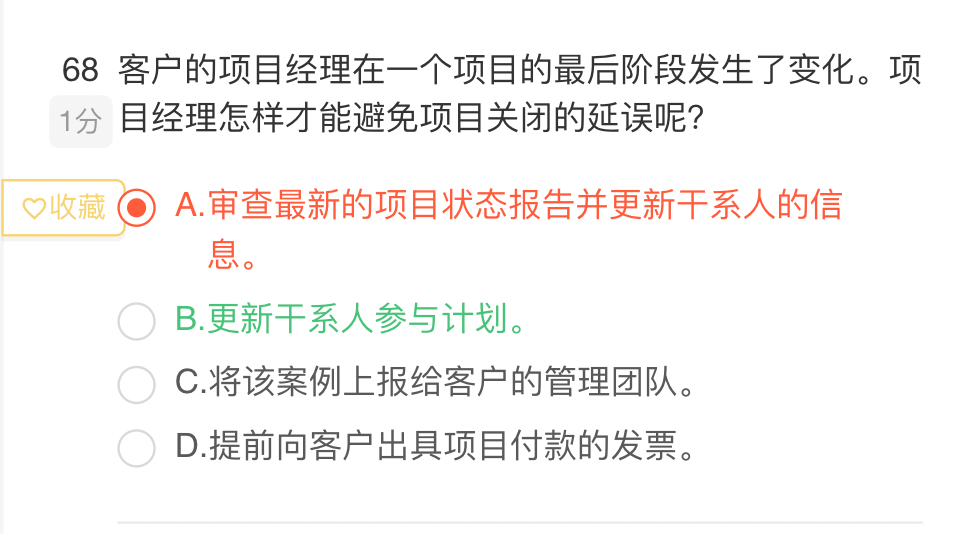 68 客户的项目经理在一个项目的最后阶段发生了变化。项
1分 目经理怎样才能避免项目关闭的延误呢?
收藏 A.审查最新的项目状态报告并更新干系人的信
息。
B.更新干系人参与计划。
C.将该案例上报给客户的管理团队。
D.提前向客户出具项目付款的发票。